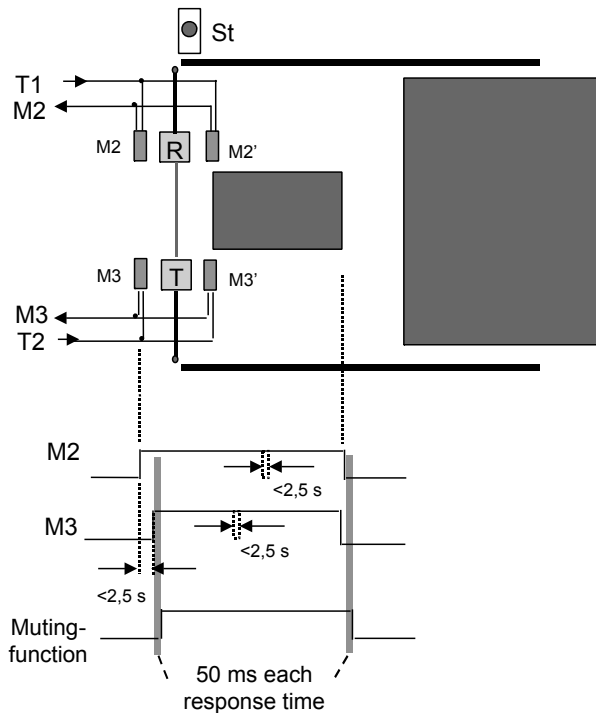 St
T1
M2
M2
R
M2’
M3
T
M3’
M3
T2
M2
<2,5 s
M3
<2,5 s
<2,5 s
Muting-
function
50 ms each
response time